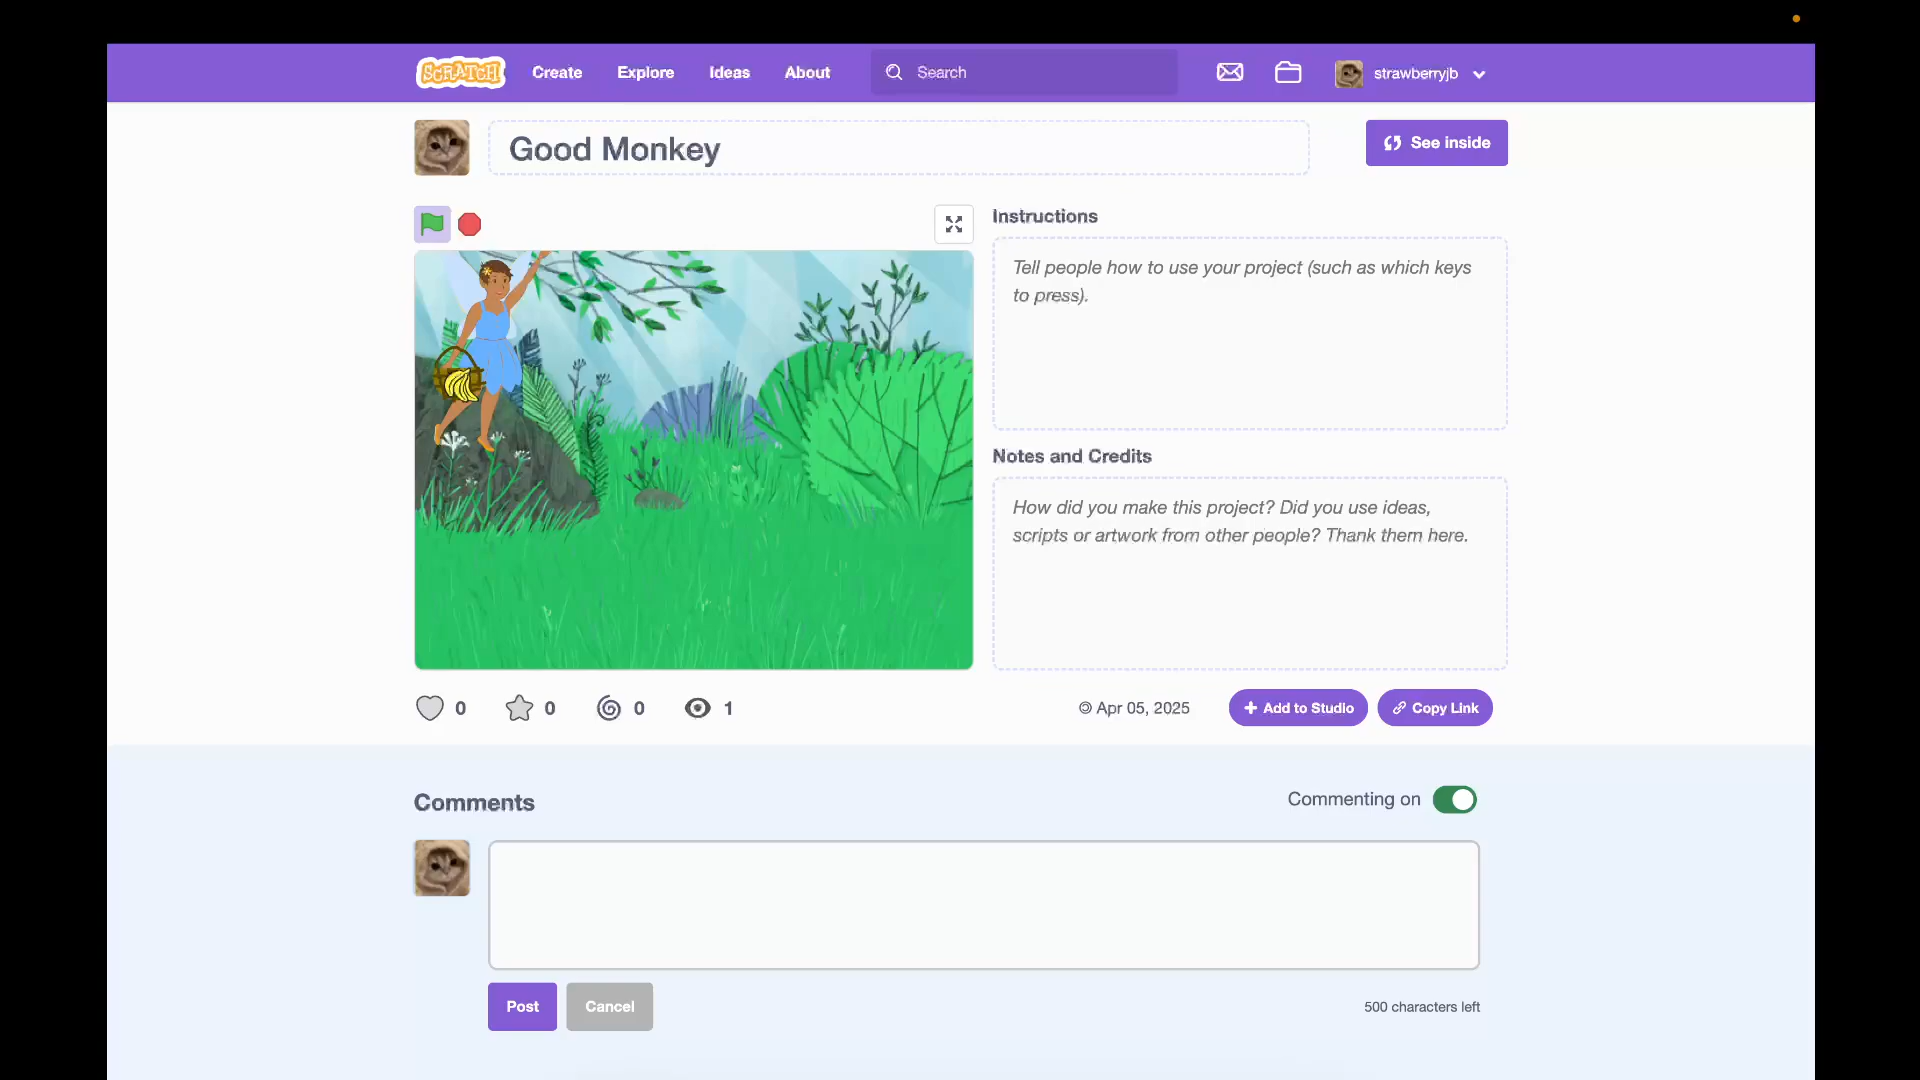 SCRATCH Create Explore Ideas About Search strawberryjb
Good Monkey
See inside
Instructions
Tell people how to use your project (such as which keys
to press).
Notes and Credits
How did you make this project? Did you use ideas,
scripts or artwork from other people? Thank them here.
0 0 0 1 Apr 05, 2025 Add to Studio Copy Link
Comments
Commenting on
Post Cancel 500 characters left